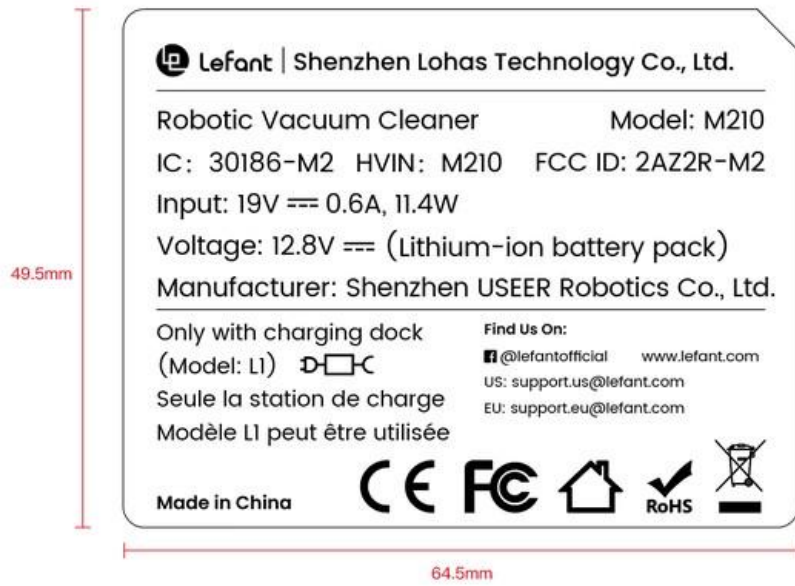 Lefant | Shenzhen Lohas Technology Co., Ltd.
Robotic Vacuum Cleaner Model: M210
IC: 30186-M2 HVIN: M210 FCC ID: 2AZ2R-M2
Input: 19V ⎓ 0.6A, 11.4W
Voltage: 12.8V ⎓ (Lithium-ion battery pack)
Manufacturer: Shenzhen USEER Robotics Co., Ltd.
Only with charging dock
(Model: L1)
Seule la station de charge
Modèle L1 peut être utilisée
Find Us On:
@lefantofficial www.lefant.com
US: support.us@lefant.com
EU: support.eu@lefant.com
Made in China
CE FC RoHS
49.5mm
64.5mm